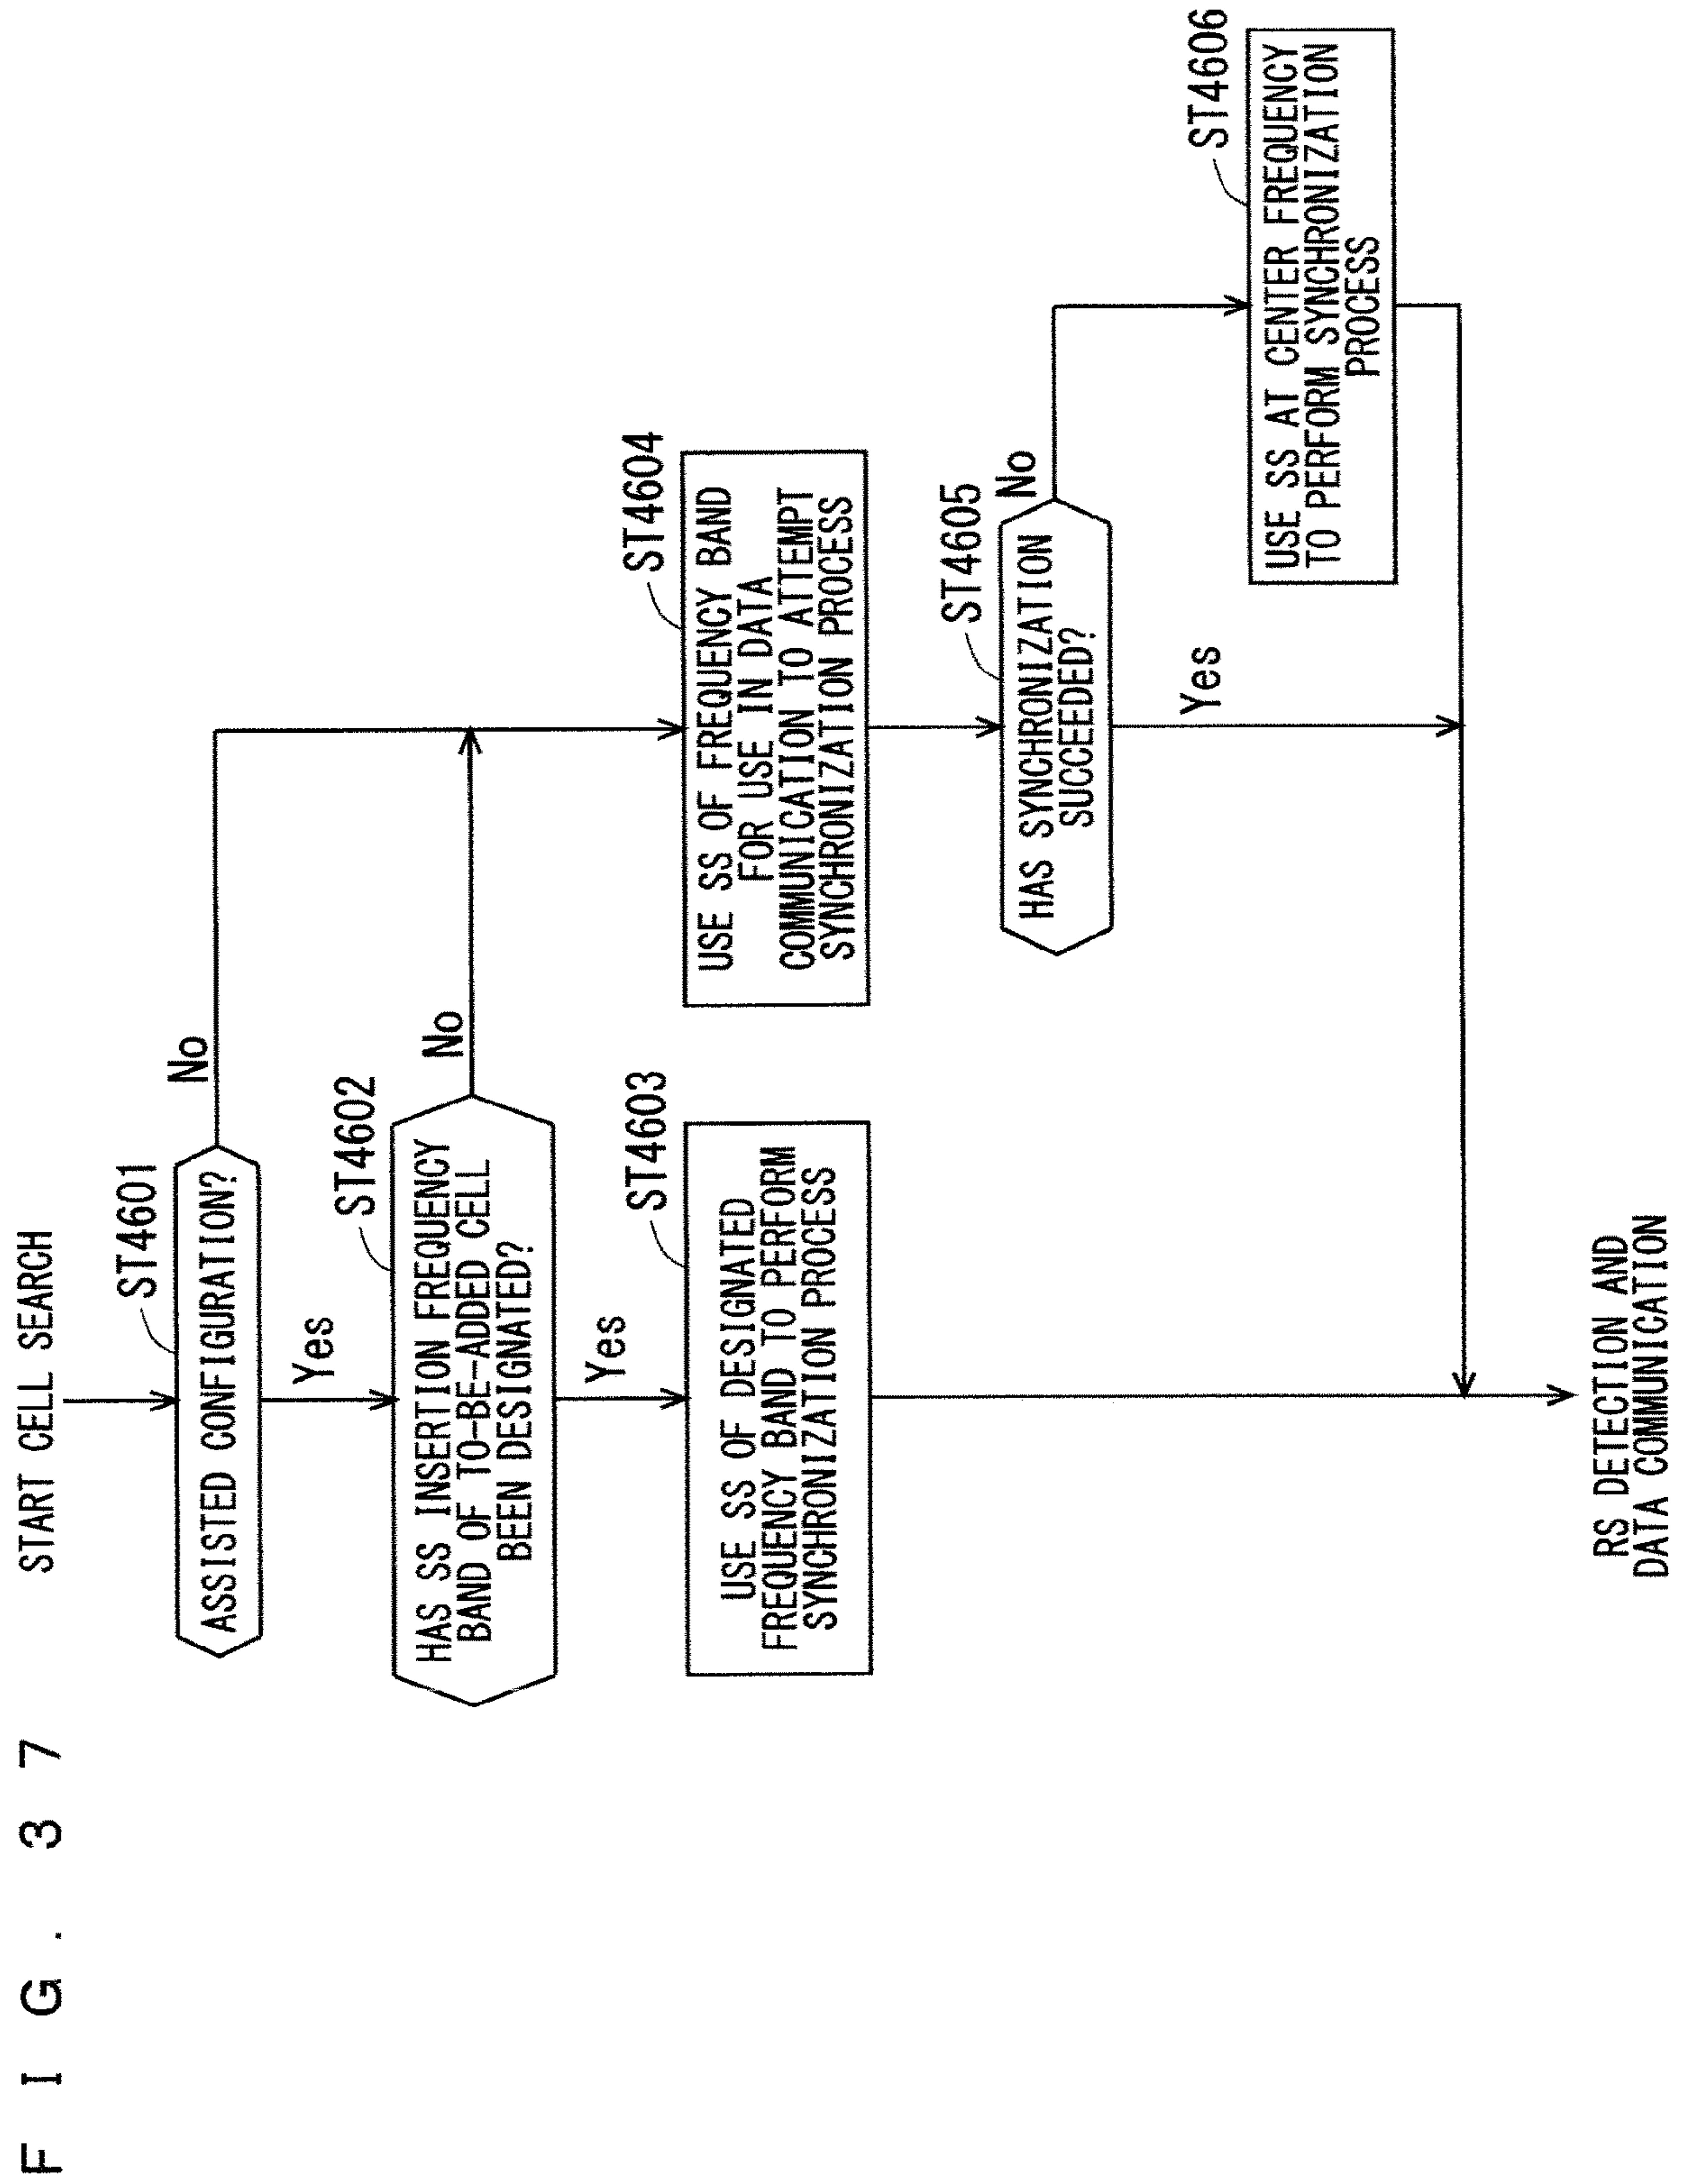 FIG. 37
START CELL SEARCH
ST4601
ASSISTED CONFIGURATION?
No
Yes
ST4602
HAS SS INSERTION FREQUENCY
BAND OF TO-BE-ADDED CELL
BEEN DESIGNATED?
No
Yes
ST4603
USE SS OF DESIGNATED
FREQUENCY BAND TO PERFORM
SYNCHRONIZATION PROCESS
ST4604
USE SS OF FREQUENCY BAND
FOR USE IN DATA
COMMUNICATION TO ATTEMPT
SYNCHRONIZATION PROCESS
ST4605
HAS SYNCHRONIZATION
SUCCEEDED?
No
Yes
ST4606
USE SS AT CENTER FREQUENCY
TO PERFORM SYNCHRONIZATION
PROCESS
RS DETECTION AND
DATA COMMUNICATION